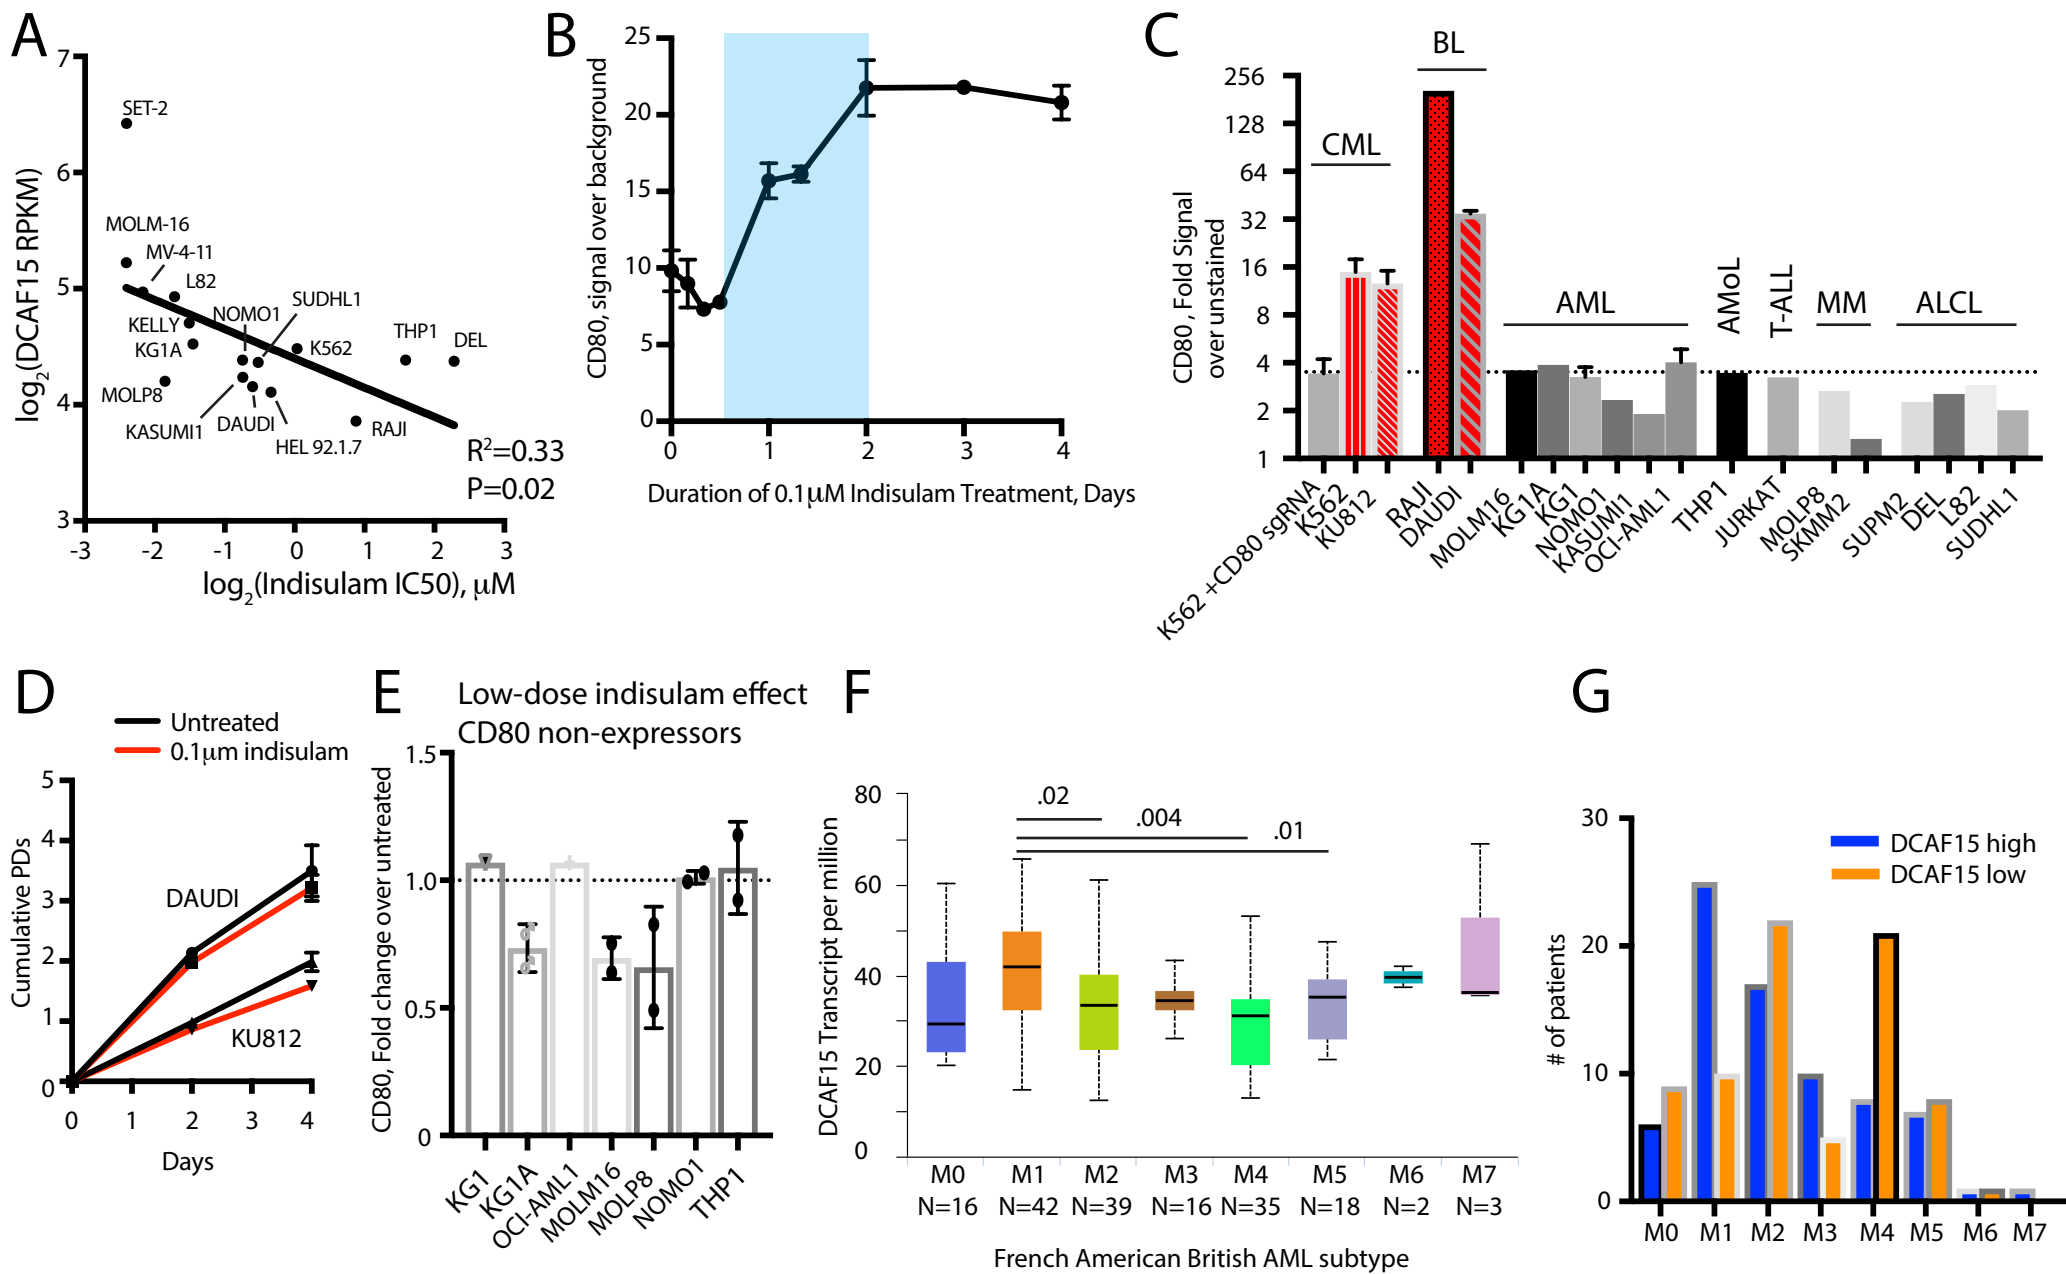 A
7
6
5
4
3
-3
-2
-1
0
1
2
3
log2(DCAF15 RPKM)
log2(Indisulam IC50), μM
SET-2
MOLM-16
MV-4-11
L82
NOMO1
SUDHL1
KELLY
KG1A
K562
THP1
DEL
MOLP8
KASUMI1
DAUDI
HEL 92.1.7
RAJI
R2=0.33
P=0.02
B
25
20
15
10
5
0
0
1
2
3
4
CD80, signal over background
Duration of 0.1μM Indisulam Treatment, Days
C
256
128
64
32
16
8
4
2
1
CD80 , Fold Signal
over unstained
CML
BL
AML
AMoL
T-ALL
MM
ALCL
K562 +CD80 sgRNA
K562
KU812
RAJI
DAUDI
MOLM16
KG1A
KG1
NOMO1
KASUMI1
OCI-AML1
THP1
JURKAT
MOLP8
SKMM2
SUPM2
DEL
L82
SUDHL1
D
Untreated
0.1μm indisulam
5
4
3
2
1
0
0
1
2
3
4
Cumulative PDs
Days
DAUDI
KU812
E
Low-dose indisulam effect
CD80 non-expressors
1.5
1.0
0.5
0
CD80, Fold change over untreated
KG1
KG1A
OCI-AML1
MOLM16
MOLP8
NOMO1
THP1
F
80
60
40
20
0
DCAF15 Transcript per million
.02
.004
.01
M0
M1
M2
M3
M4
M5
M6
M7
N=16
N=42
N=39
N=16
N=35
N=18
N=2
N=3
French American British AML subtype
G
30
20
10
0
# of patients
DCAF15 high
DCAF15 low
M0
M1
M2
M3
M4
M5
M6
M7